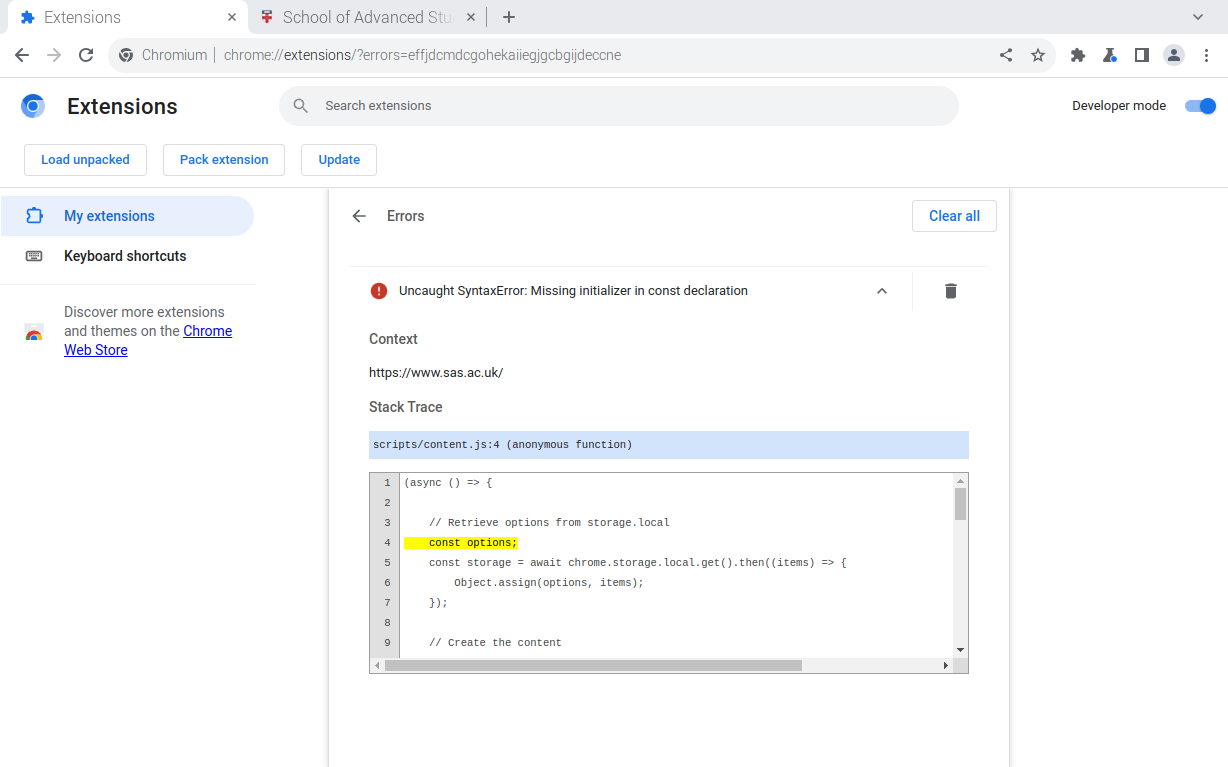 Extensions
School of Advanced Stu
Chromium
chrome://extensions/?errors=effjdcmdcgohekaiiegjgcbgijdeccne
Extensions
Search extensions
Developer mode
Load unpacked
Pack extension
Update
My extensions
Keyboard shortcuts
Discover more extensions
and themes on the Chrome
Web Store
Errors
Clear all
Uncaught SyntaxError: Missing initializer in const declaration
Context
https://www.sas.ac.uk/
Stack Trace
scripts/content.js:4 (anonymous function)
1 (async () => {
2
3 // Retrieve options from storage.local
4 const options;
5 const storage = await chrome.storage.local.get().then((items) => {
6 Object.assign(options, items);
7 });
8
9 // Create the content